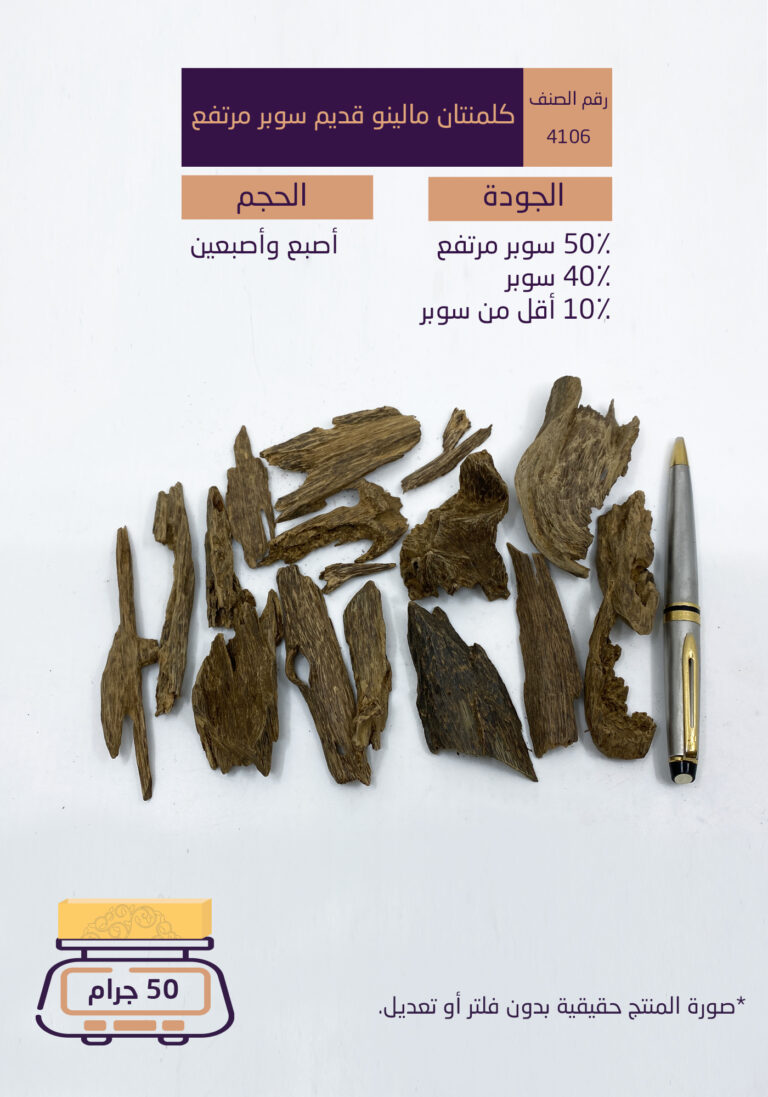 رقم الصنف
4106
كلمنتان مالينو قديم سوبر مرتفع
الجودة
50٪ سوبر مرتفع
40٪ سوبر
10٪ أقل من سوبر
الحجم
أصبع وأصبعين
50 جرام
*صورة المنتج حقيقية بدون فلتر أو تعديل.